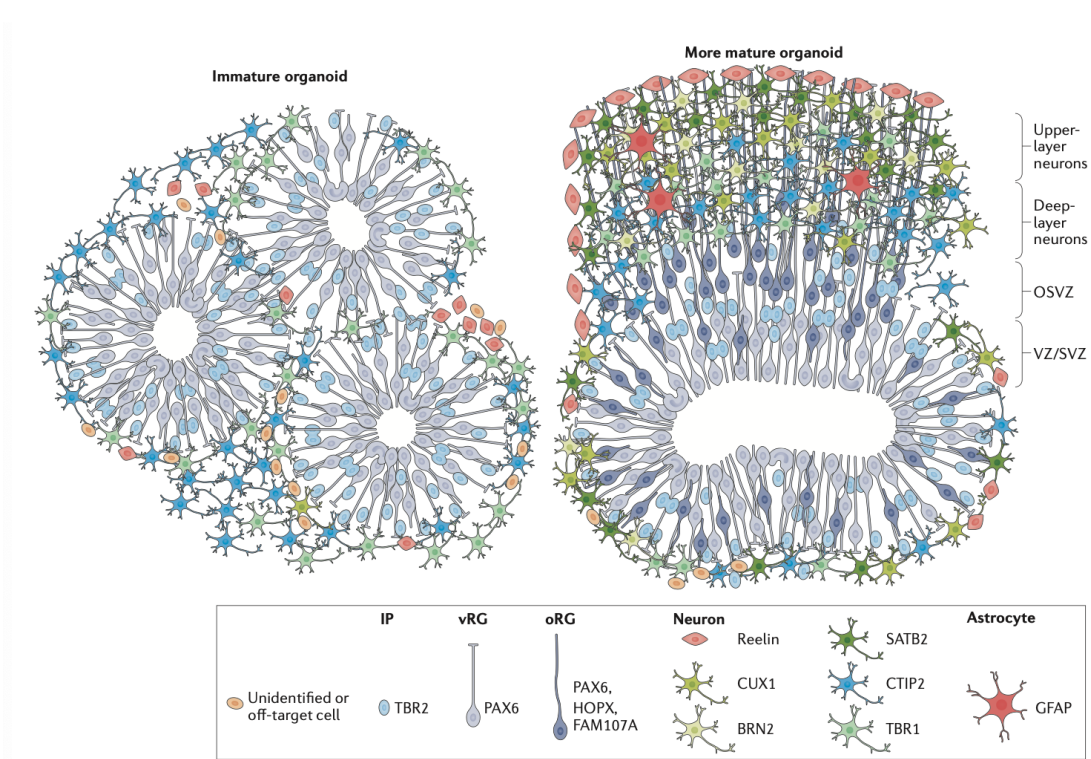 Immature organoid
More mature organoid
Upper-
layer
neurons
Deep-
layer
neurons
OSVZ
VZ/SVZ
IP
vRG
oRG
Neuron
Astrocyte
Unidentified or
off-target cell
TBR2
PAX6
PAX6,
HOPX,
FAM107A
Reelin
CUX1
BRN2
SATB2
CTIP2
TBR1
GFAP